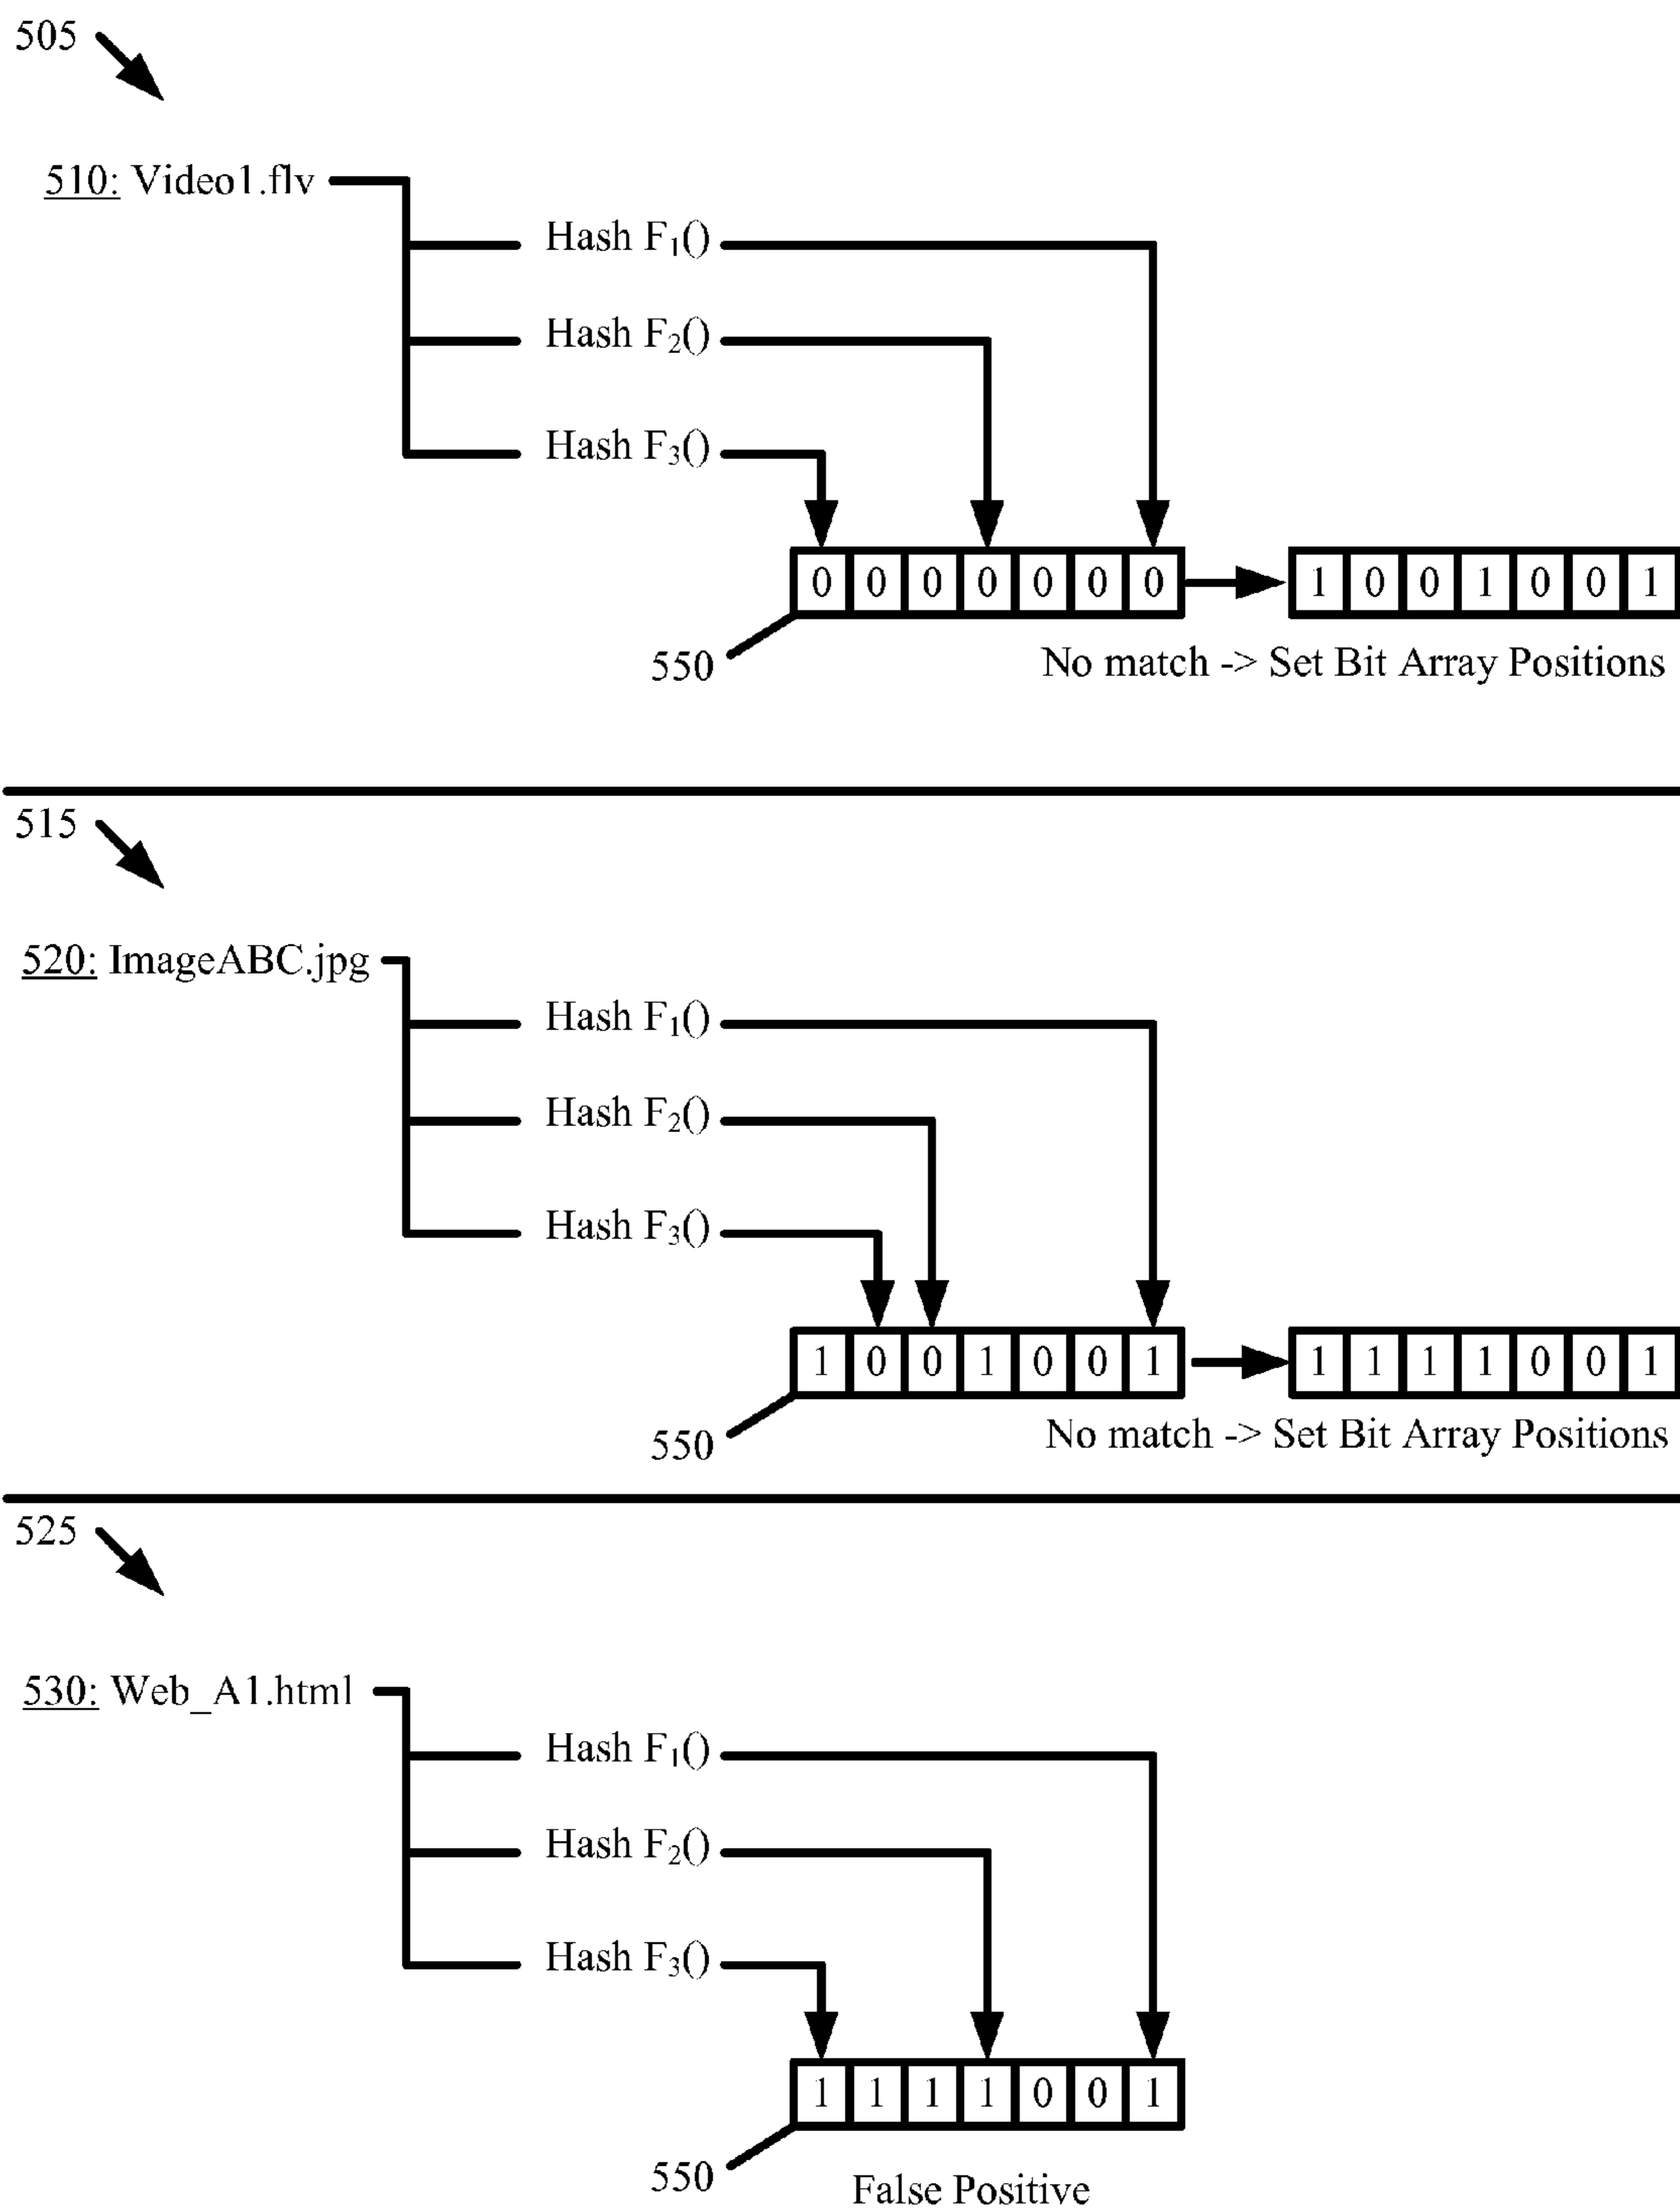 505
510: Video1.flv
Hash F1()
Hash F2()
Hash F3()
0 0 0 0 0 0 0
1 0 0 1 0 0 1
550
No match -> Set Bit Array Positions
515
520: ImageABC.jpg
Hash F1()
Hash F2()
Hash F3()
1 0 0 1 0 0 1
1 1 1 1 0 0 1
550
No match -> Set Bit Array Positions
525
530: Web_A1.html
Hash F1()
Hash F2()
Hash F3()
1 1 1 1 0 0 1
550
False Positive